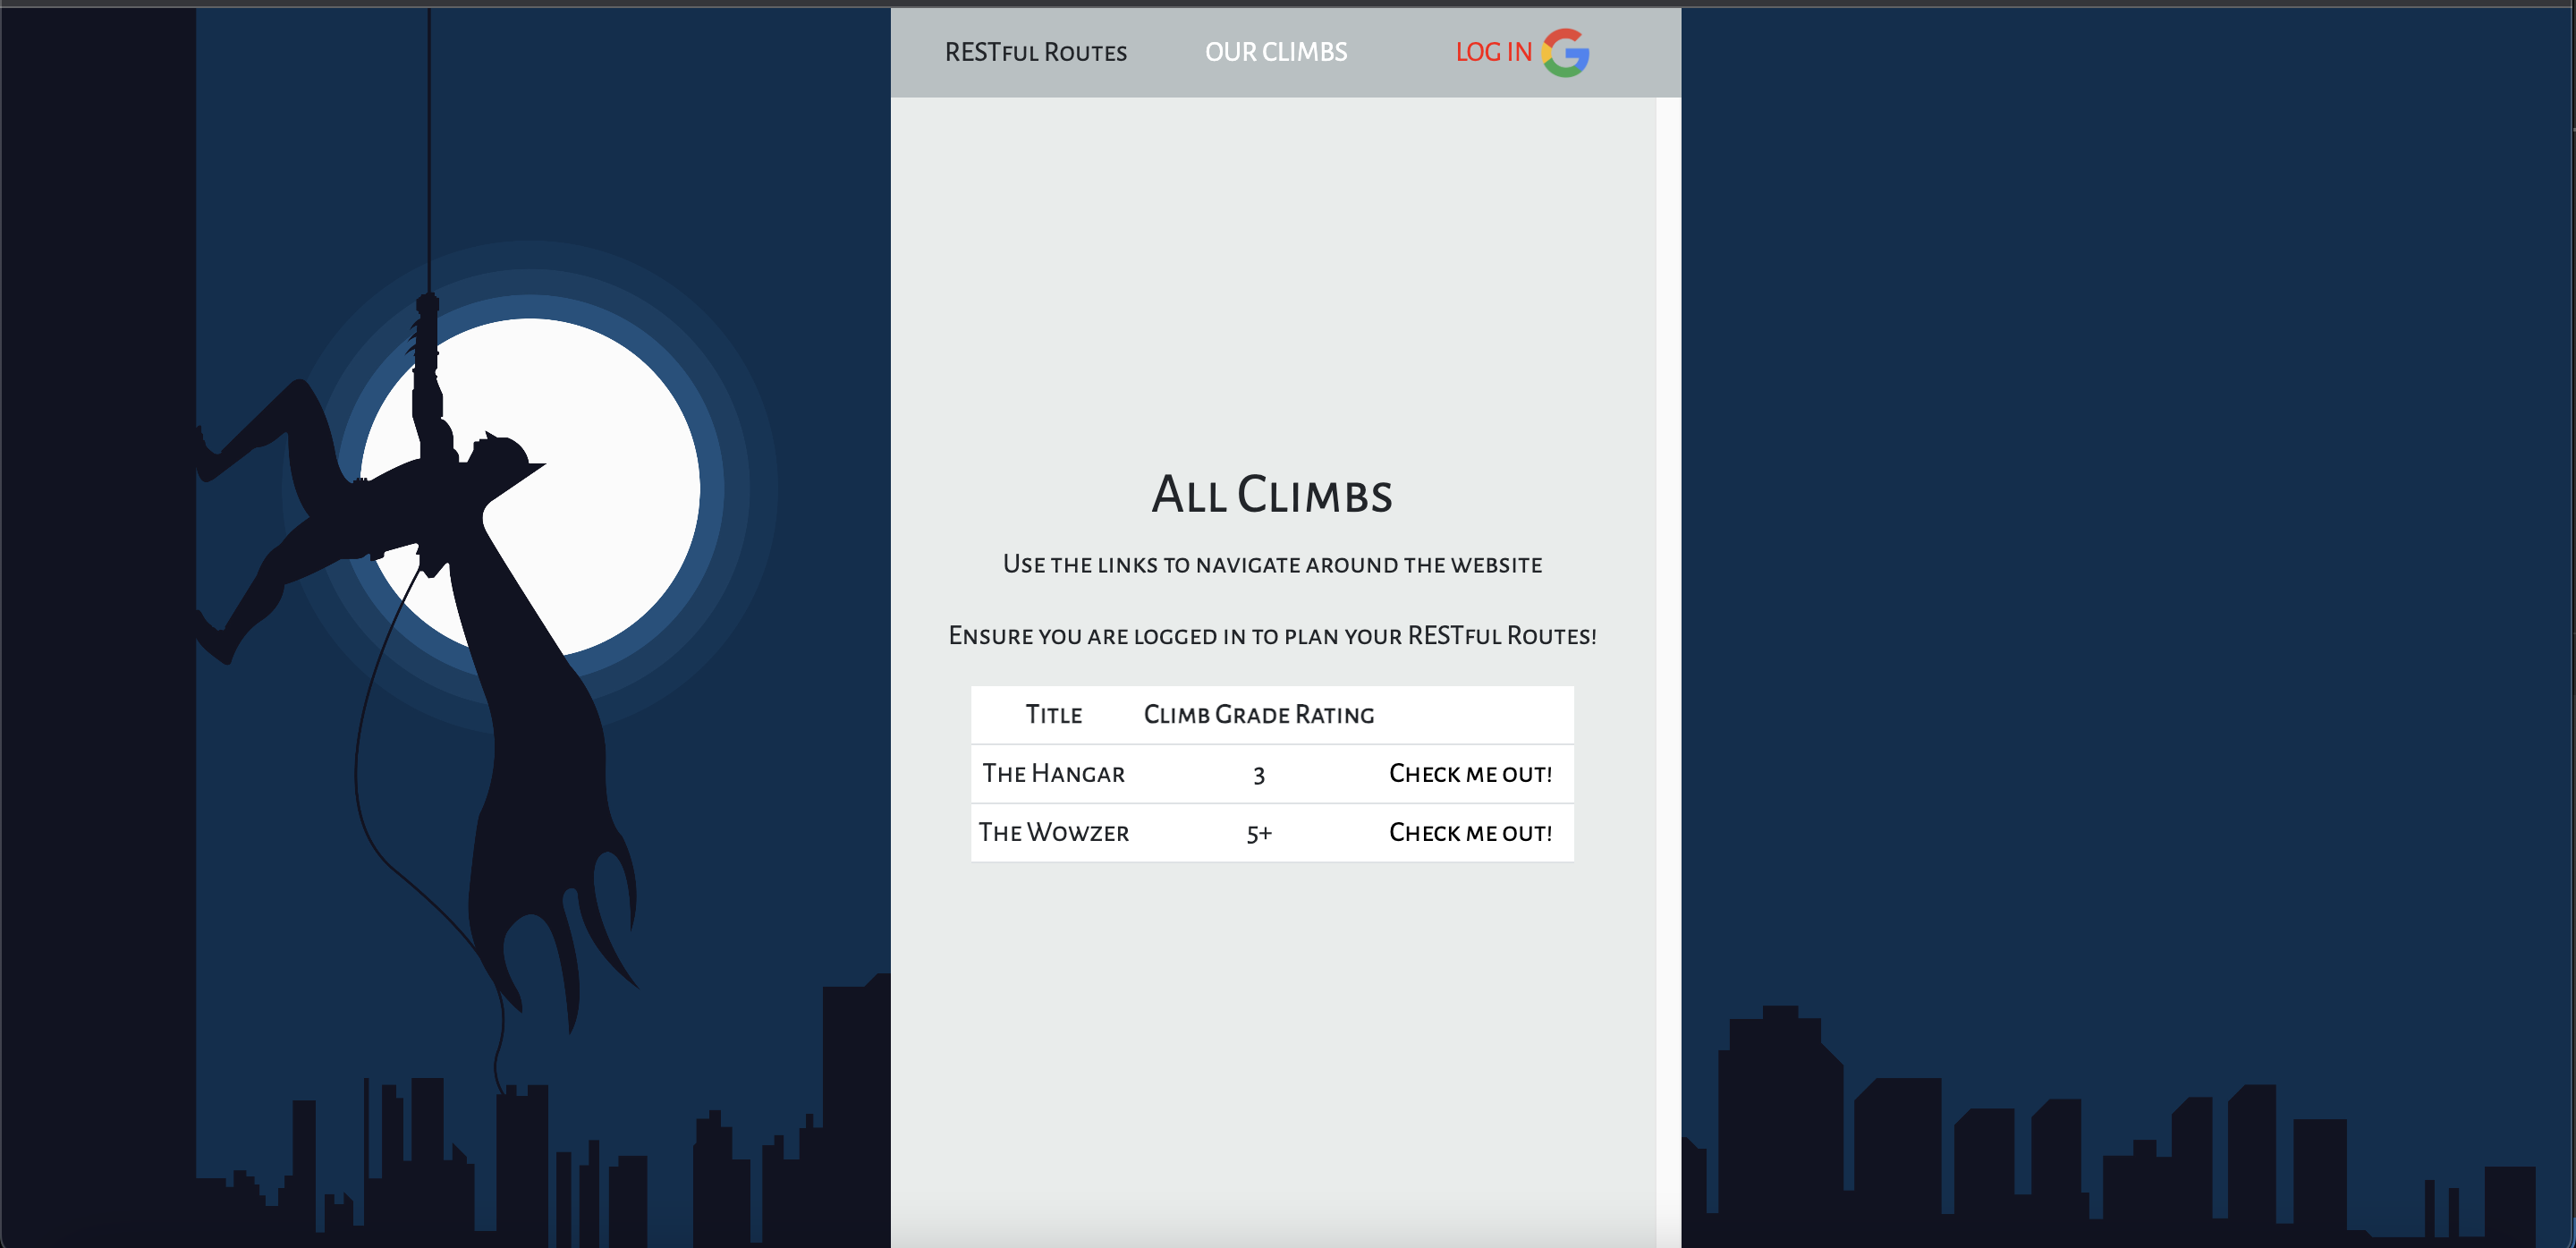 RESTful Routes OUR CLIMBS LOG IN
All Climbs
Use the links to navigate around the website
Ensure you are logged in to plan your RESTful Routes!
Title Climb Grade Rating
The Hangar 3 Check me out!
The Wowzer 5+ Check me out!